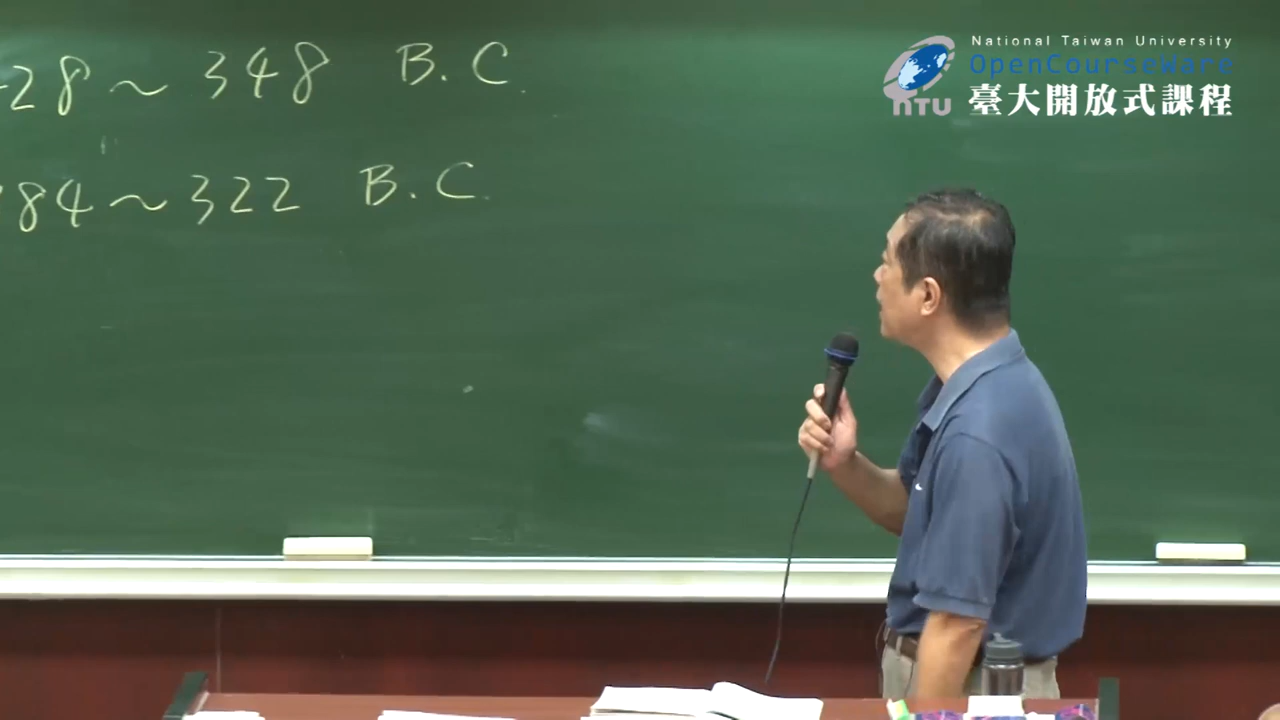 28 ~ 348 B.C.
84 ~ 322 B.C.
National Taiwan University
OpenCourseWare
臺大開放式課程
NTU